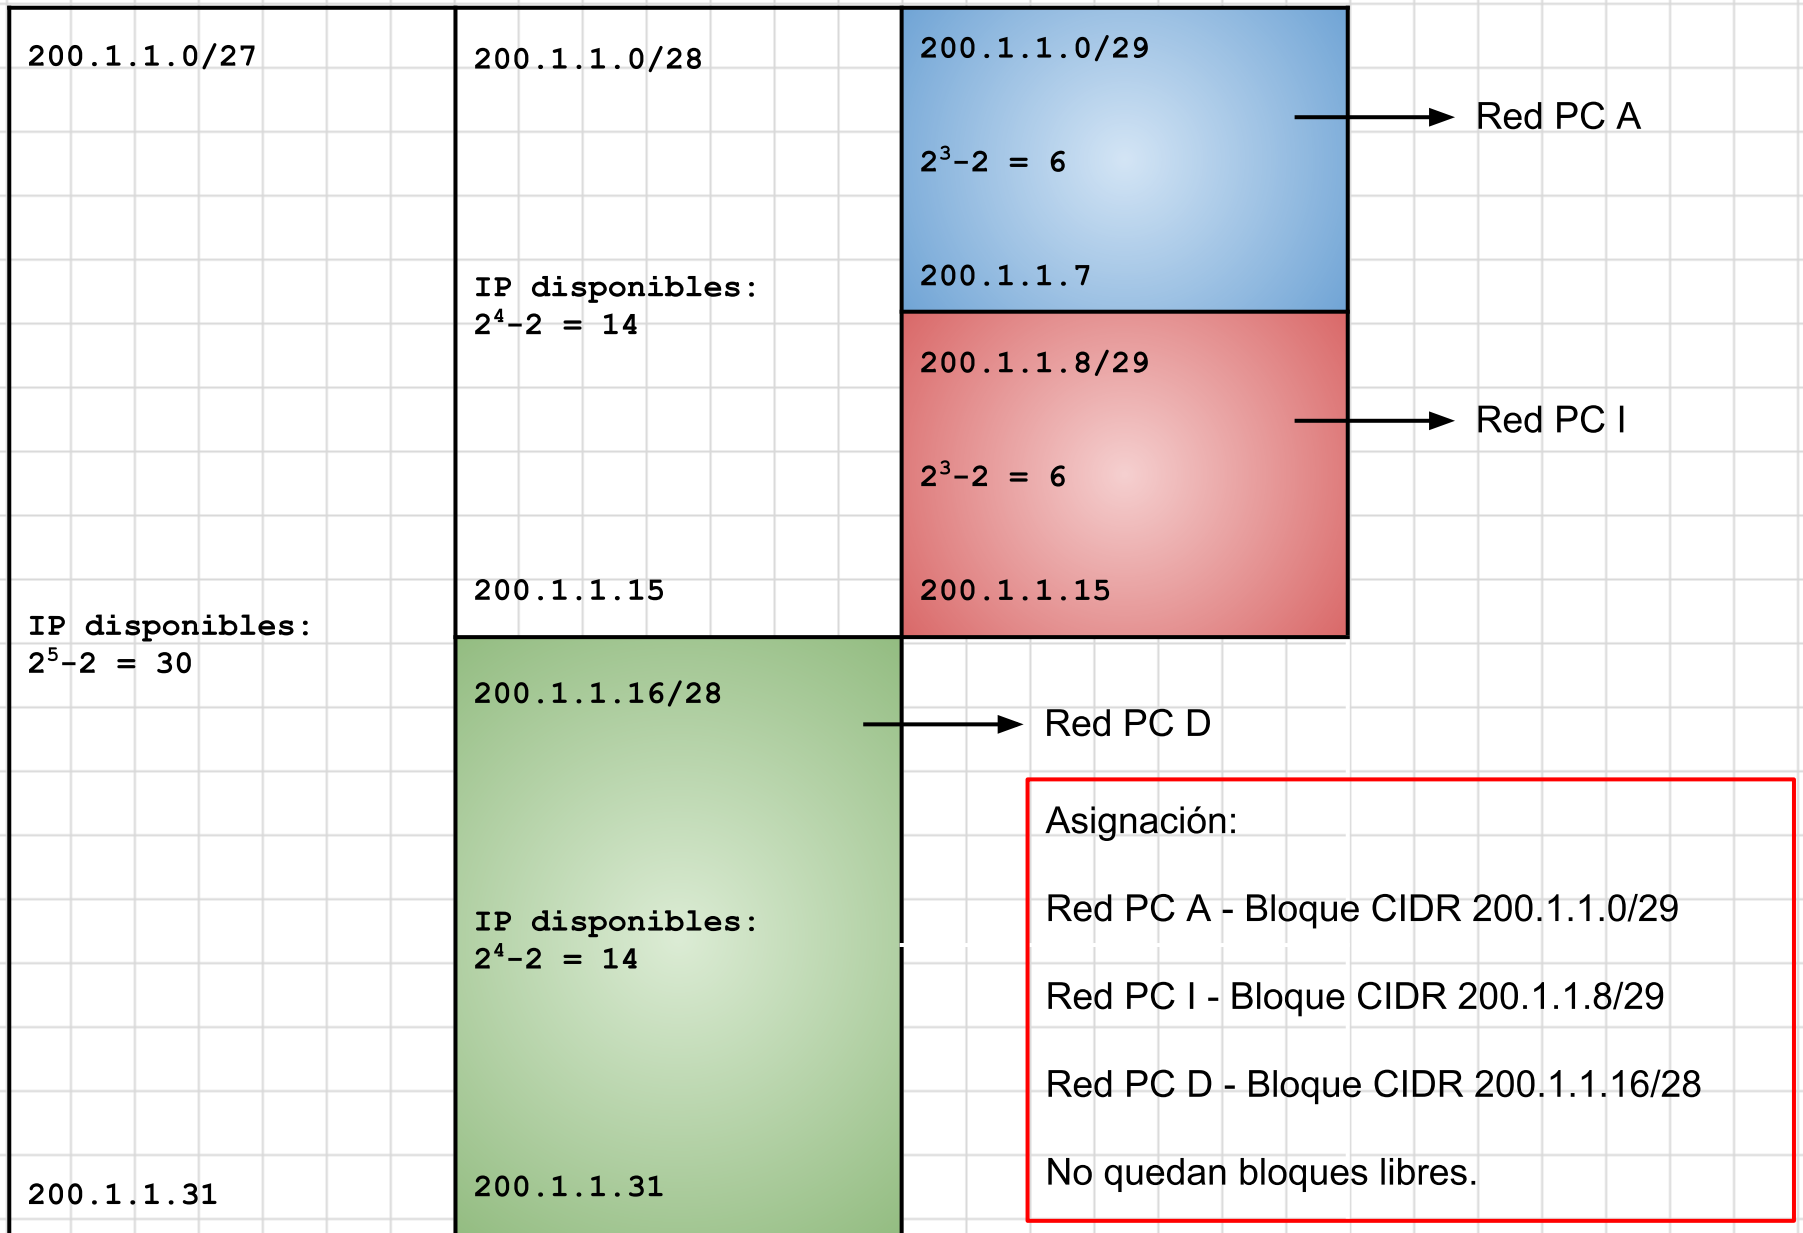 200.1.1.0/27
IP disponibles:
2⁵-2 = 30
200.1.1.31
200.1.1.0/28
IP disponibles:
2⁴-2 = 14
200.1.1.15
200.1.1.16/28
IP disponibles:
2⁴-2 = 14
200.1.1.31
200.1.1.0/29
2³-2 = 6
200.1.1.7
200.1.1.8/29
2³-2 = 6
200.1.1.15
Red PC A
Red PC I
Red PC D
Asignación:
Red PC A - Bloque CIDR 200.1.1.0/29
Red PC I - Bloque CIDR 200.1.1.8/29
Red PC D - Bloque CIDR 200.1.1.16/28
No quedan bloques libres.